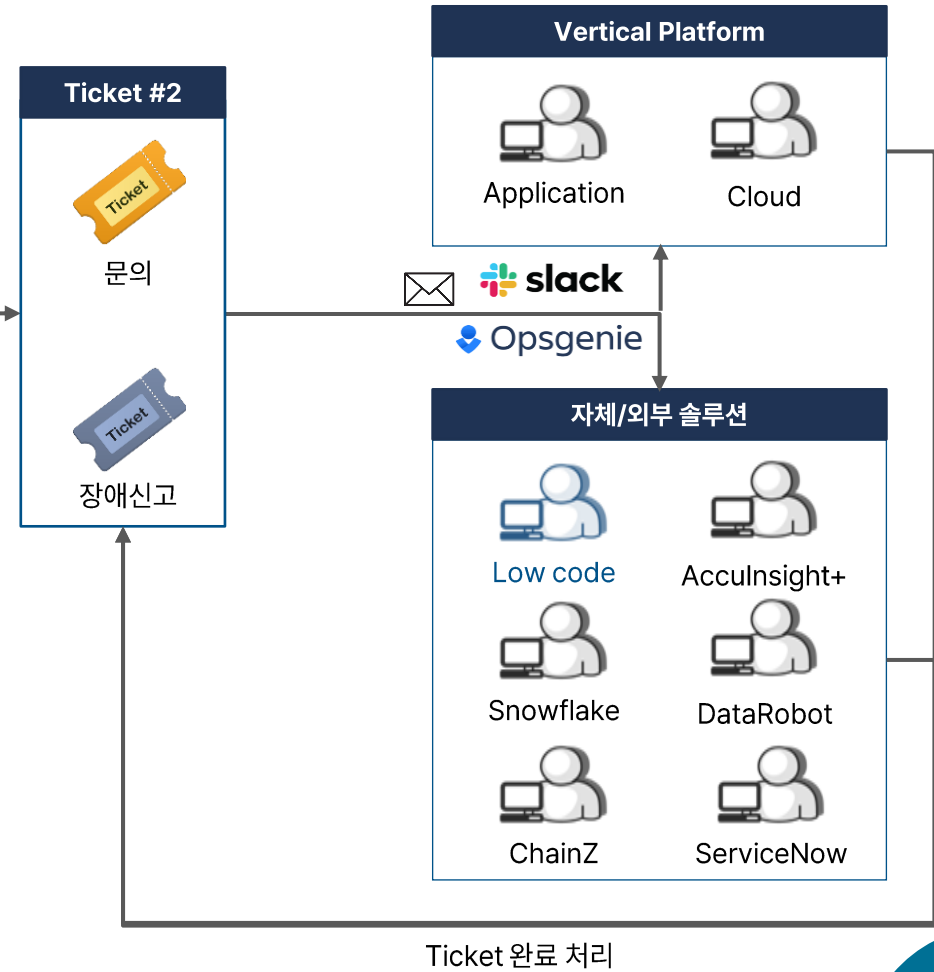 Vertical Platform
Application
Cloud
Ticket #2
Ticket
문의
Ticket
장애신고
slack
Opsgenie
자체/외부 솔루션
Low code
AccuInsight+
Snowflake
DataRobot
ChainZ
ServiceNow
Ticket 완료 처리